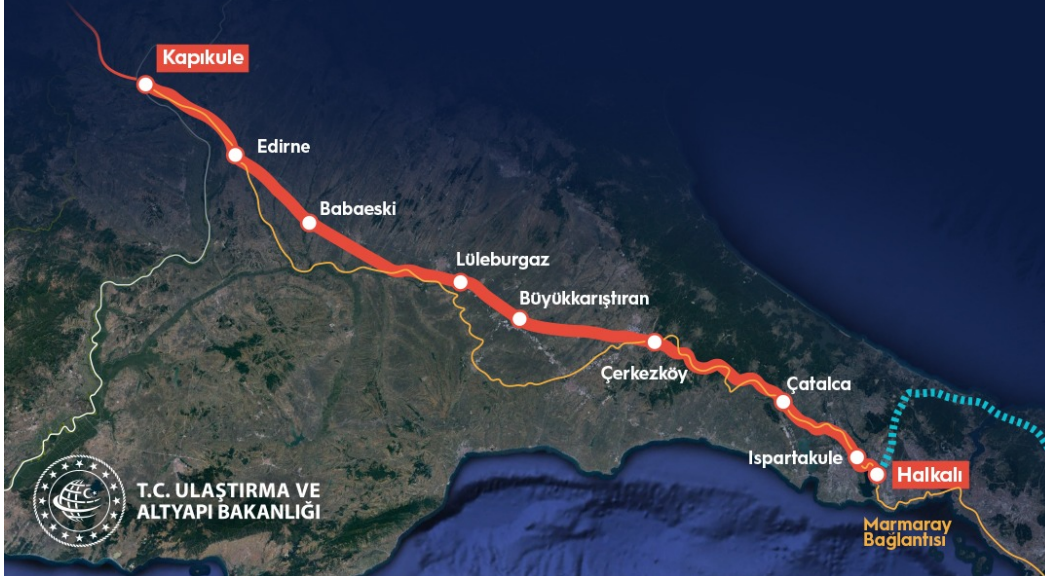 Kapıkule
Edirne
Babaeski
Lüleburgaz
Büyükkarıştıran
Çerkezköy
Çatalca
Ispartakule
Halkalı
T.C. ULAŞTIRMA VE
ALTYAPI BAKANLIĞI
Marmaray
Bağlantısı